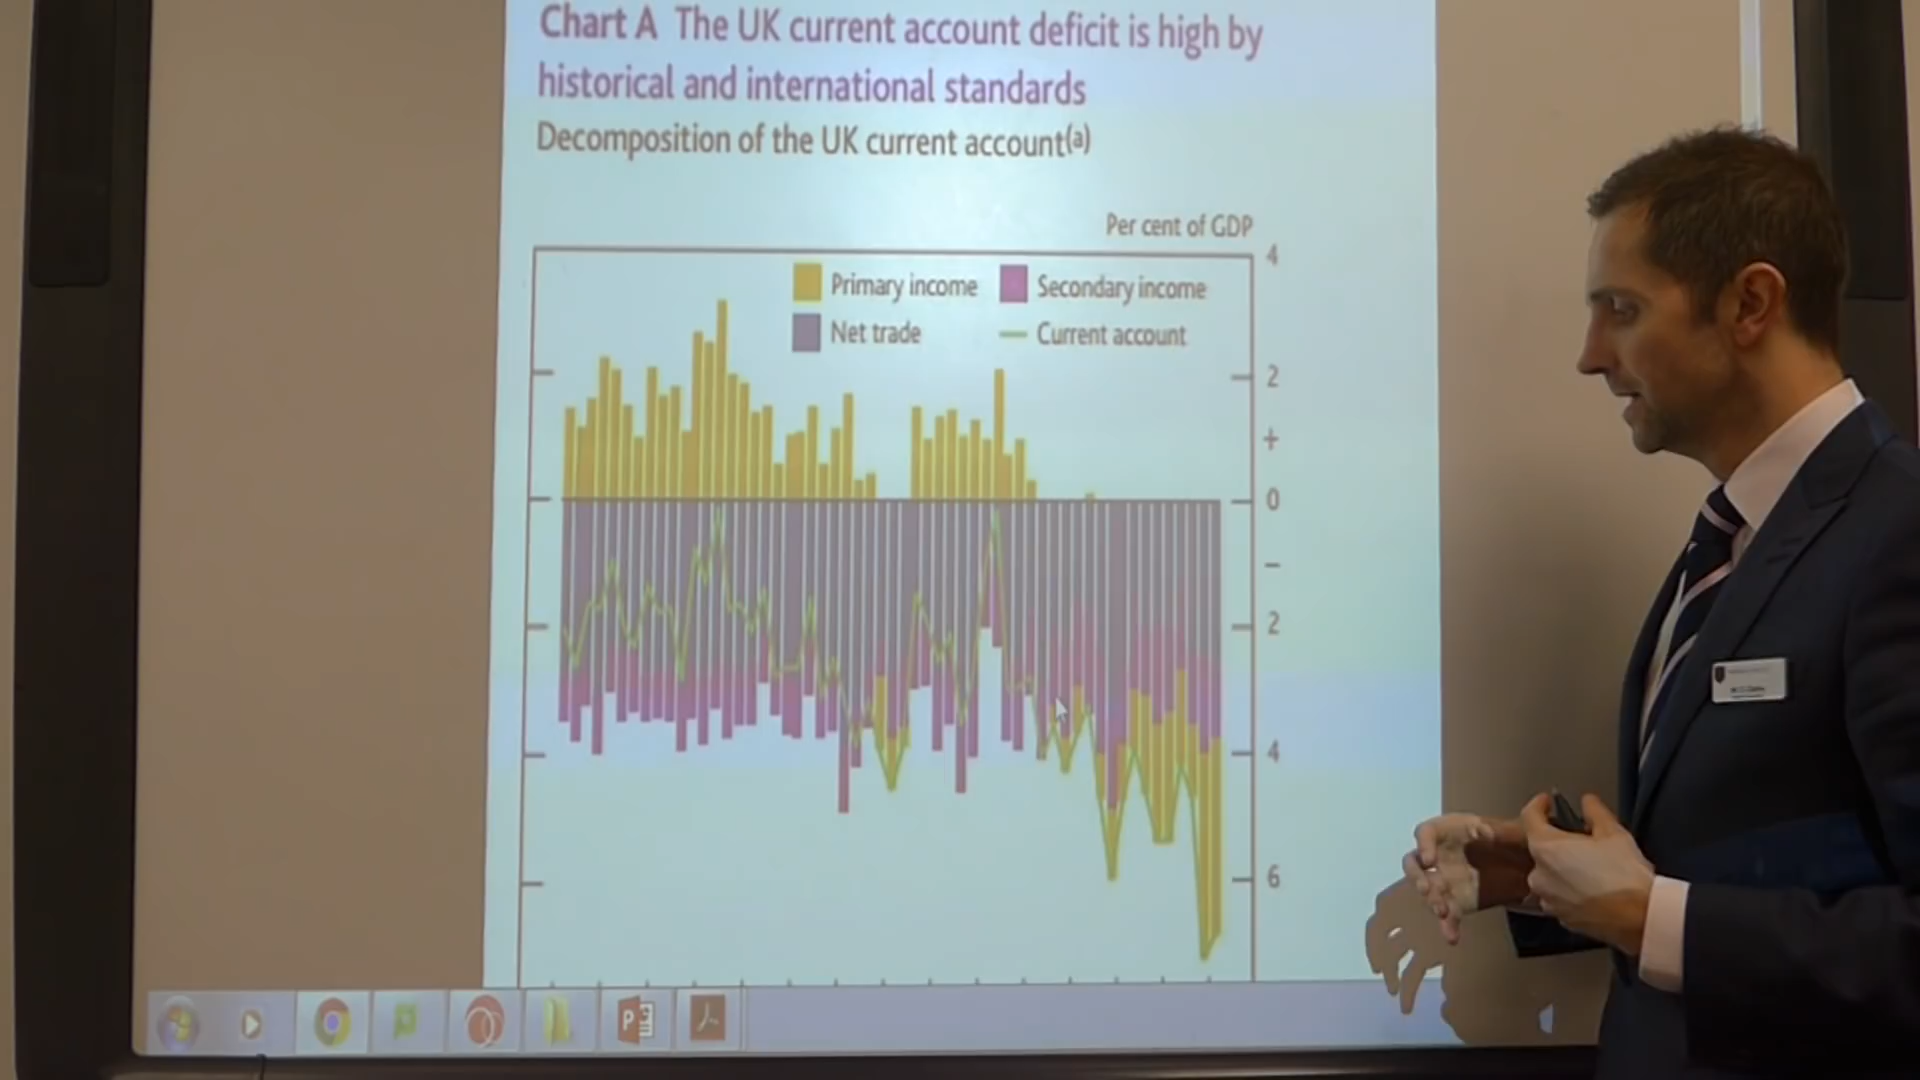 Chart A The UK current account deficit is high by
historical and international standards
Decomposition of the UK current account(a)
Per cent of GDP
4
Primary income Secondary income
Net trade Current account
2
+
0
–
2
4
6